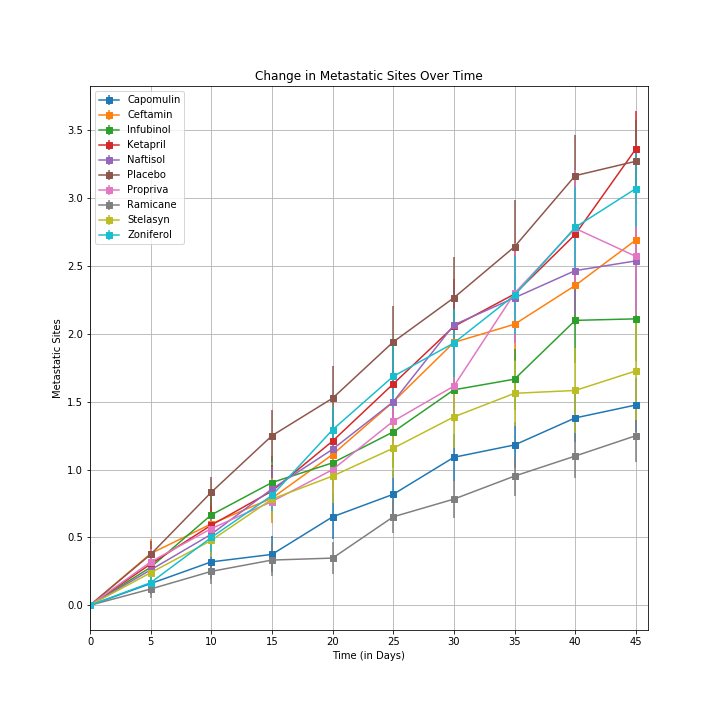 Change in Metastatic Sites Over Time
Capomulin
Ceftamin
Infubinol
Ketapril
Naftisol
Placebo
Propriva
Ramicane
Stelasyn
Zoniferol
3.5
3.0
2.5
2.0
1.5
1.0
0.5
0.0
Metastatic Sites
0 5 10 15 20 25 30 35 40 45
Time (in Days)